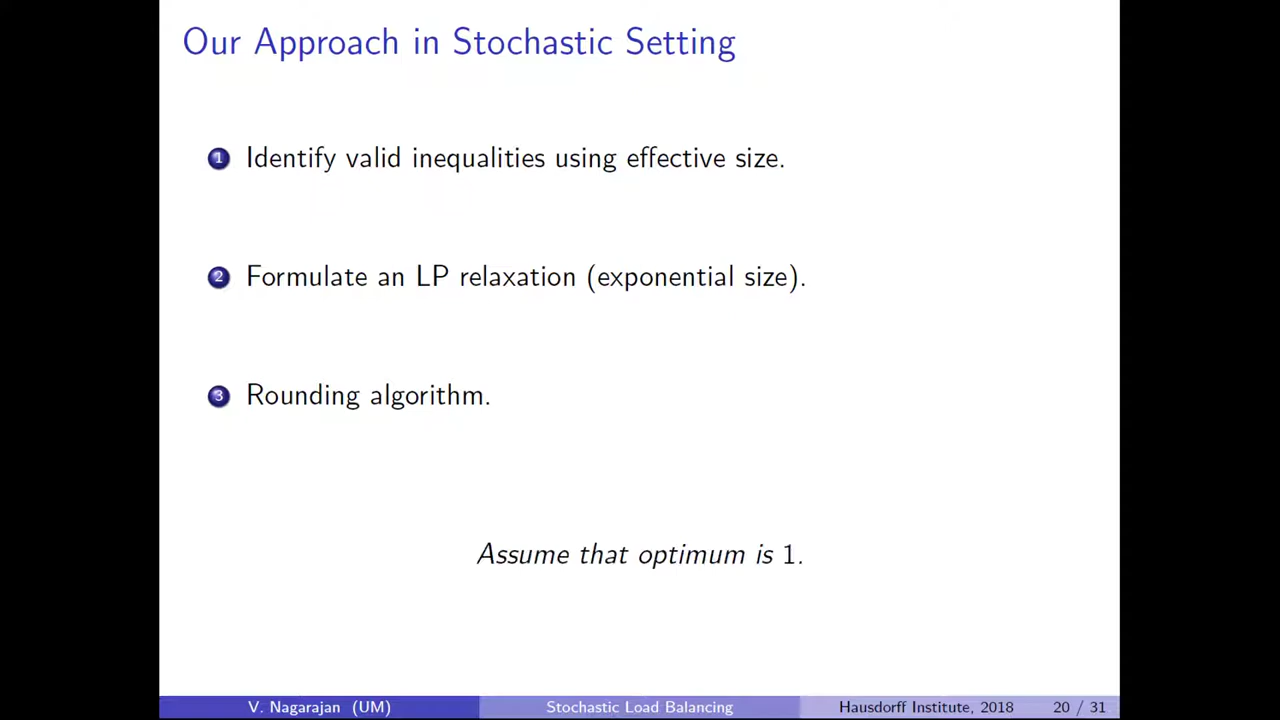 Our Approach in Stochastic Setting
1 Identify valid inequalities using effective size.
2 Formulate an LP relaxation (exponential size).
3 Rounding algorithm.
Assume that optimum is 1.
V. Nagarajan (UM) Stochastic Load Balancing Hausdorff Institute, 2018 20 / 31